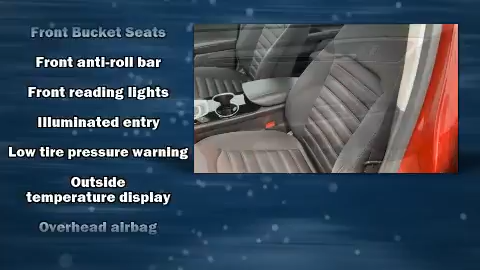 Front Bucket Seats
Front anti-roll bar
Front reading lights
Illuminated entry
Low tire pressure warning
Outside
temperature display
Overhead airbag